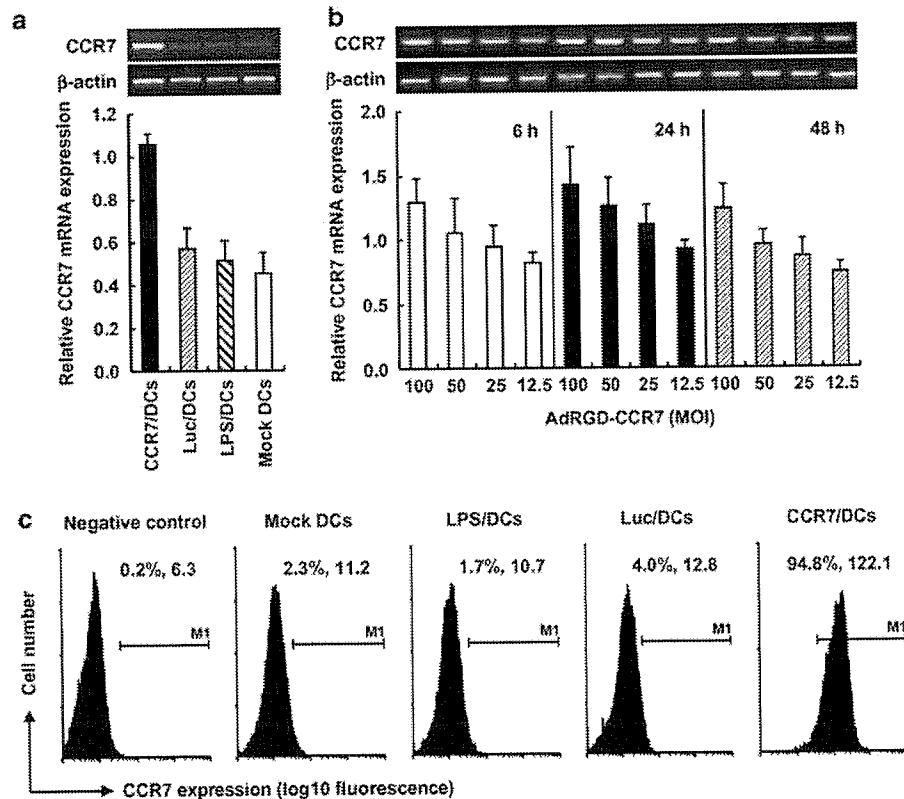 a
CCR7
β-actin
Relative CCR7 mRNA expression
1.2
1.0
0.8
0.6
0.4
0.2
0.0
CCR7/DCs
Luc/DCs
LPS/DCs
Mock DCs
b
CCR7
β-actin
Relative CCR7 mRNA expression
2.0
1.5
1.0
0.5
0.0
6 h
24 h
48 h
100 50 25 12.5 100 50 25 12.5 100 50 25 12.5
AdRGD-CCR7 (MOI)
c
Negative control
0.2%, 6.3
M1
Mock DCs
2.3%, 11.2
M1
LPS/DCs
1.7%, 10.7
M1
Luc/DCs
4.0%, 12.8
M1
CCR7/DCs
94.8%, 122.1
M1
Cell number
CCR7 expression (log10 fluorescence)